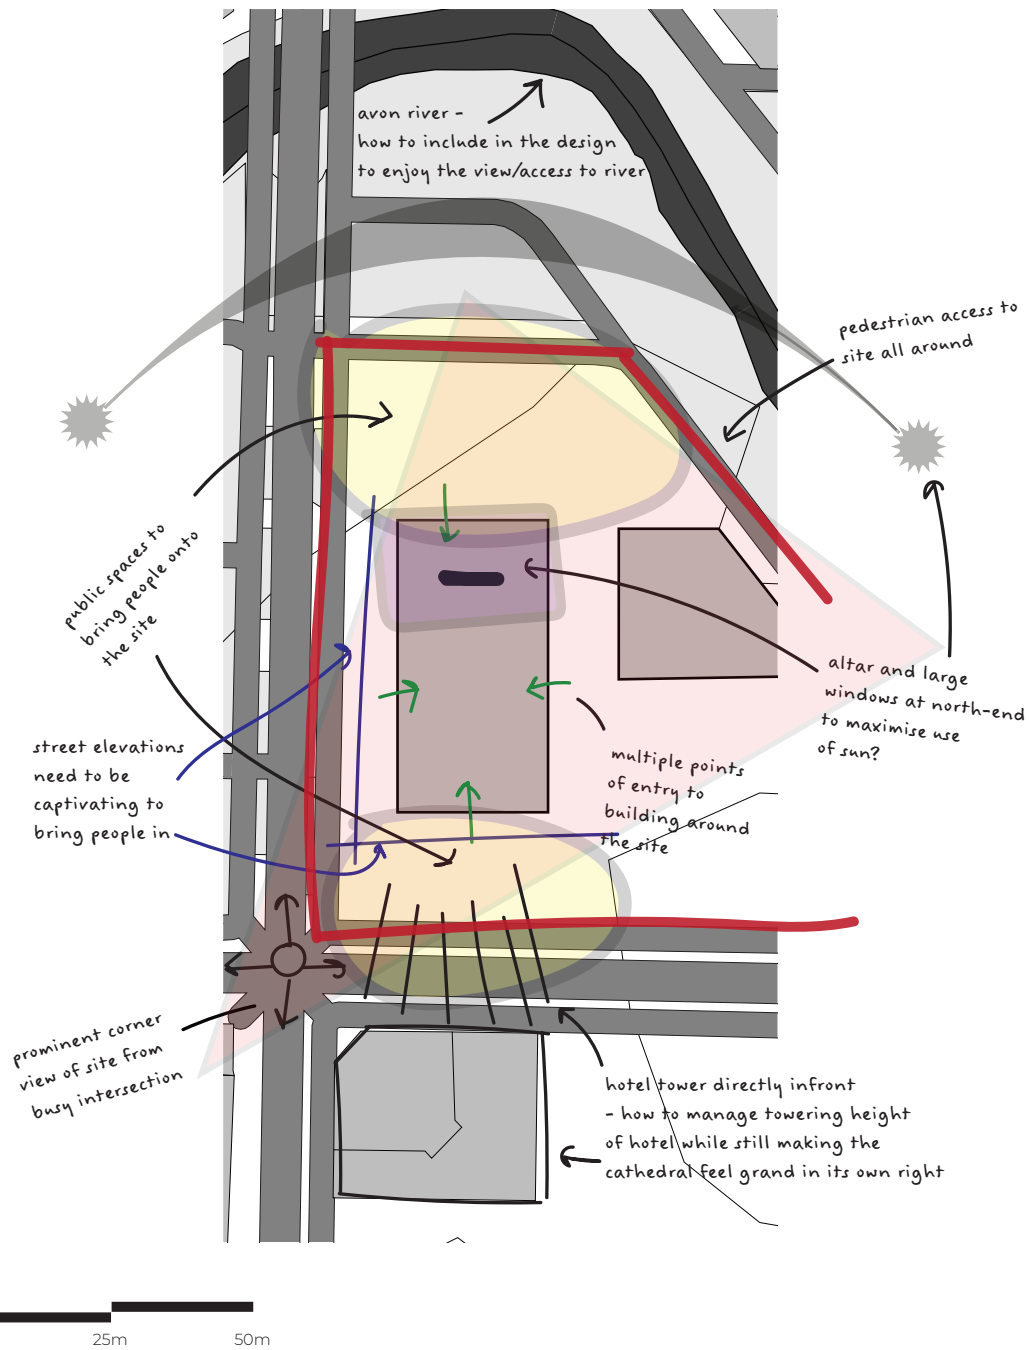 avon river -
how to include in the design
to enjoy the view/access to river
pedestrian access to
site all around
public spaces to
bring people onto
the site
altar and large
windows at north-end
to maximise use
of sun?
street elevations
need to be
captivating to
bring people in
multiple points
of entry to
building around
the site
prominent corner
view of site from
busy intersection
hotel tower directly infront
- how to manage towering height
of hotel while still making the
cathedral feel grand in its own right
25m
50m